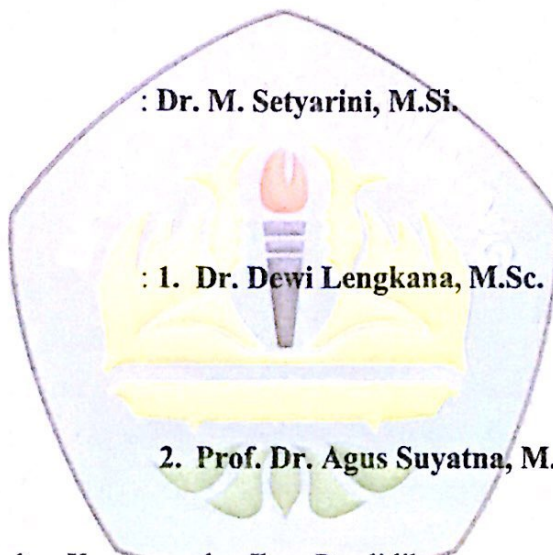 : Dr. M. Setyarini, M.Si.
: 1. Dr. Dewi Lengkana, M.Sc.
2. Prof. Dr. Agus Suyatna, M.